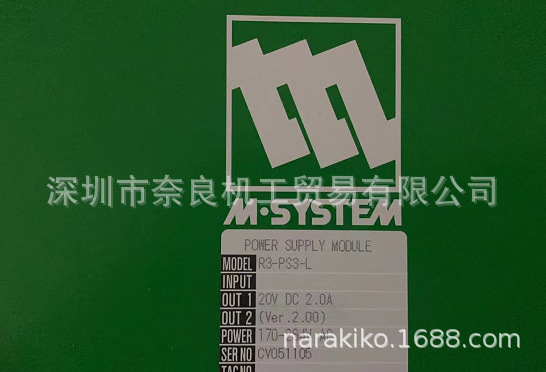 M·SYSTEM
深圳市奈良机工贸易有限公司
POWER SUPPLY MODULE
MODEL R3-PS3-L
INPUT
OUT 1 20V DC 2.0A
OUT 2 (Ver.2.00)
POWER
narakiko.1688.com
SER NO CV051105
TAG NO